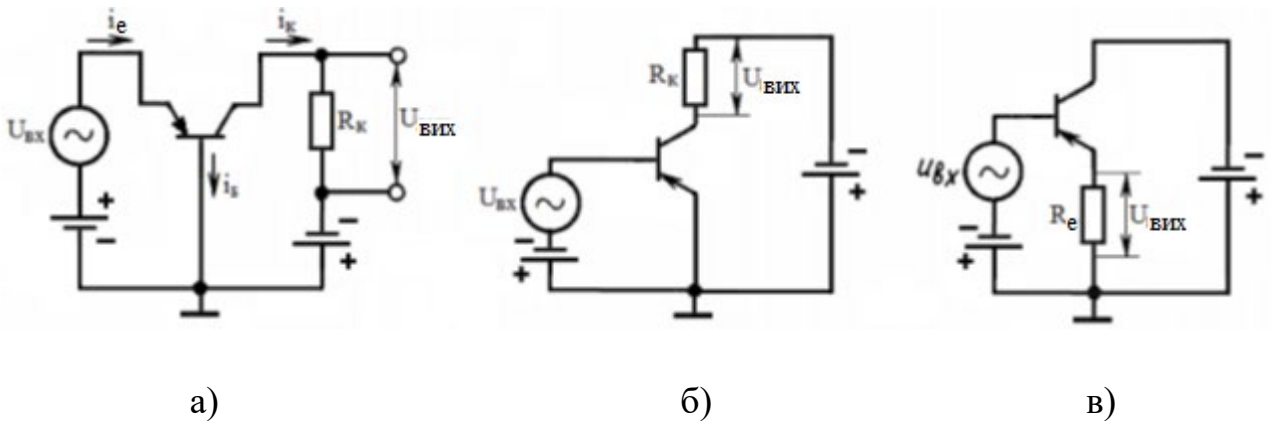 iе iк
Uвх Rк Uвих
iб
+ − − +
а)
Rк Uвих
Uвх
− + − +
б)
uвх Rе Uвих
− + − +
в)